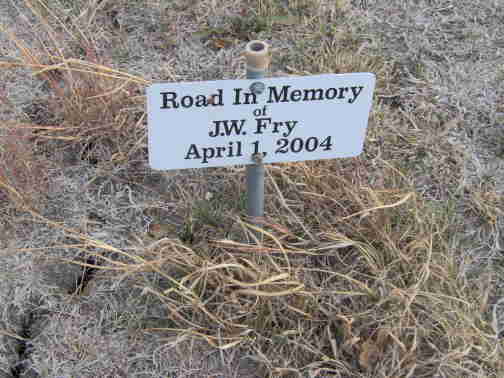 Road In Memory
of
J.W. Fry
April 1, 2004